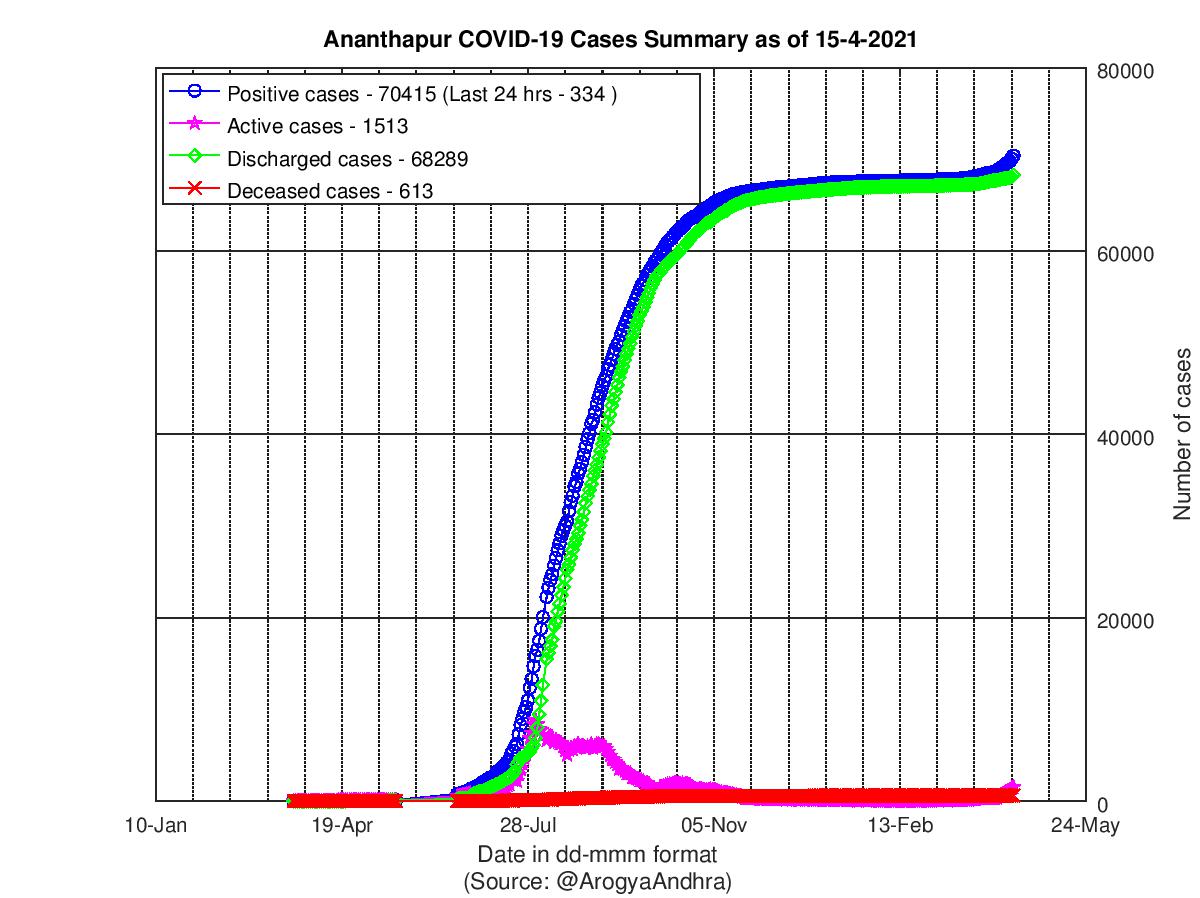 Ananthapur COVID-19 Cases Summary as of 15-4-2021
Positive cases - 70415 (Last 24 hrs - 334 )
Active cases - 1513
Discharged cases - 68289
Deceased cases - 613
80000
60000
40000
20000
0
Number of cases
10-Jan 19-Apr 28-Jul 05-Nov 13-Feb 24-May
Date in dd-mmm format
(Source: @ArogyaAndhra)